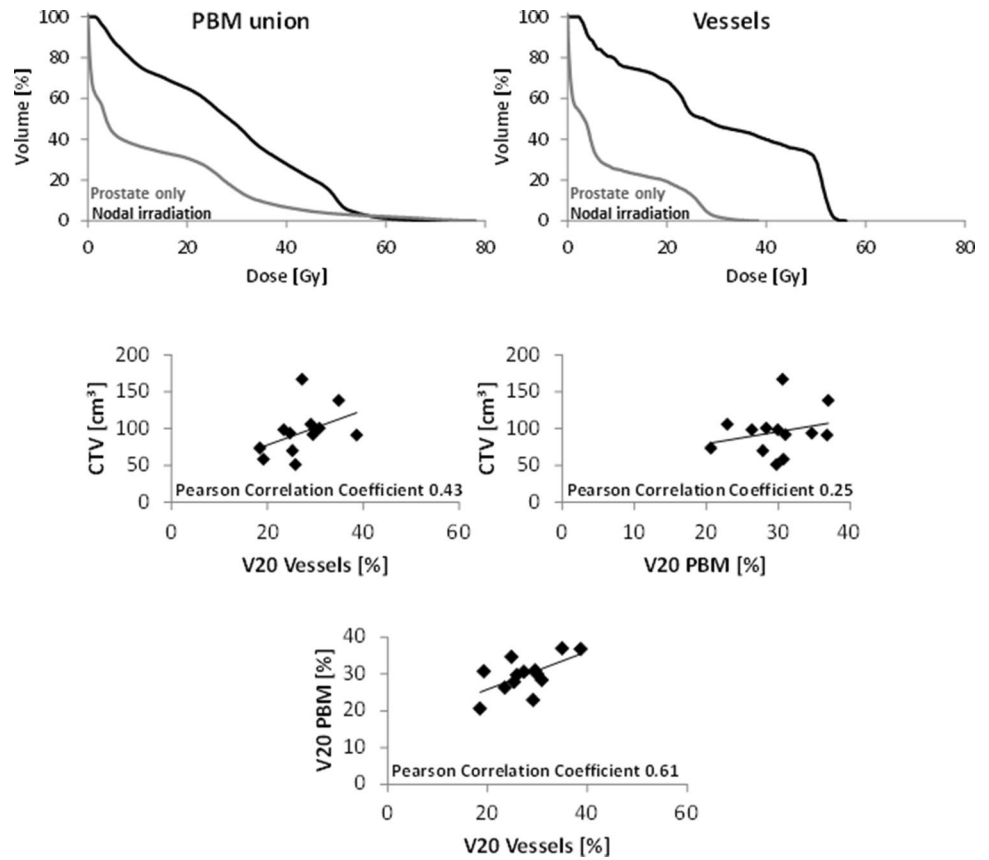 PBM union
Volume [%]
100
80
60
40
20
0
Prostate only
Nodal irradiation
0 20 40 60 80
Dose [Gy]
Vessels
Volume [%]
100
80
60
40
20
0
Prostate only
Nodal irradiation
0 20 40 60 80
Dose [Gy]
CTV [cm³]
200
150
100
50
0
Pearson Correlation Coefficient 0.43
0 20 40 60
V20 Vessels [%]
CTV [cm³]
200
150
100
50
0
Pearson Correlation Coefficient 0.25
0 10 20 30 40
V20 PBM [%]
V20 PBM [%]
40
30
20
10
0
Pearson Correlation Coefficient 0.61
0 20 40 60
V20 Vessels [%]